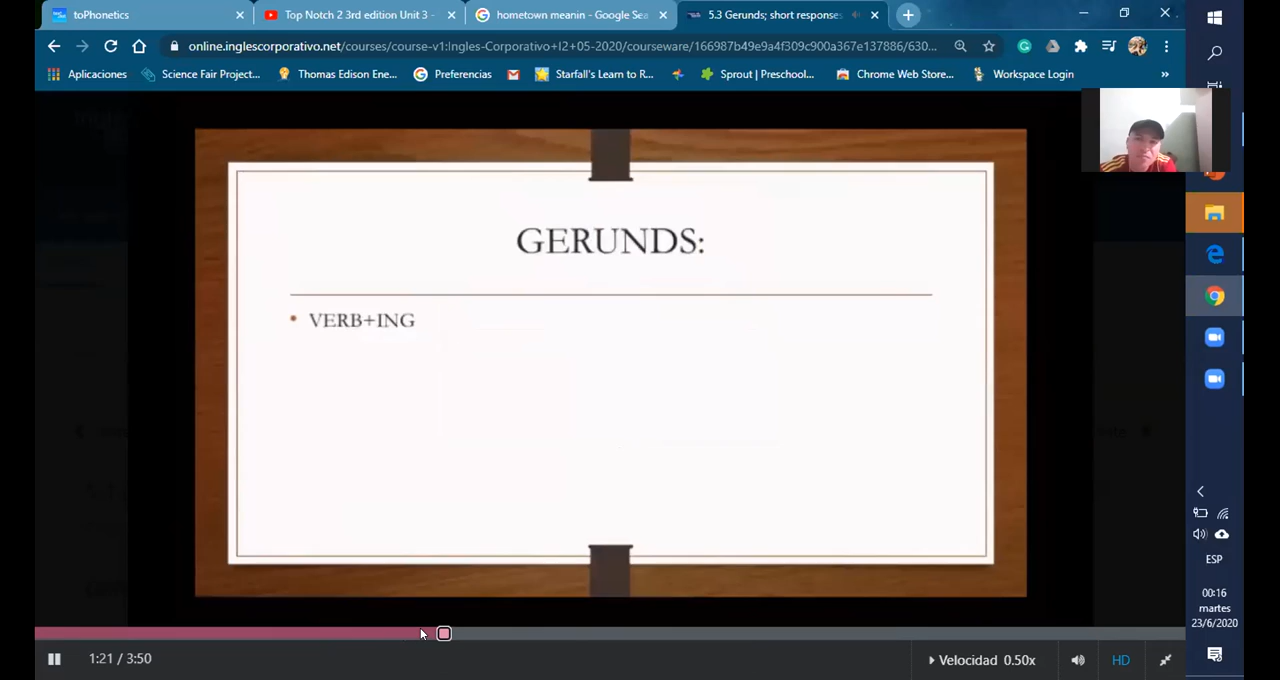 toPhonetics
Top Notch 2 3rd edition Unit 3 -
hometown meanin - Google Sea
5.3 Gerunds; short responses
online.inglescorporativo.net/courses/course-v1:Ingles-Corporativo+I2+05-2020/courseware/166987b49e9a4f309c900a367e137886/630...
Aplicaciones
Science Fair Project...
Thomas Edison Ene...
Preferencias
Starfall's Learn to R...
Sprout | Preschool...
Chrome Web Store...
Workspace Login
»
GERUNDS:
• VERB+ING
1:21 / 3:50
Velocidad 0.50x
HD
ESP
00:16
martes
23/6/2020